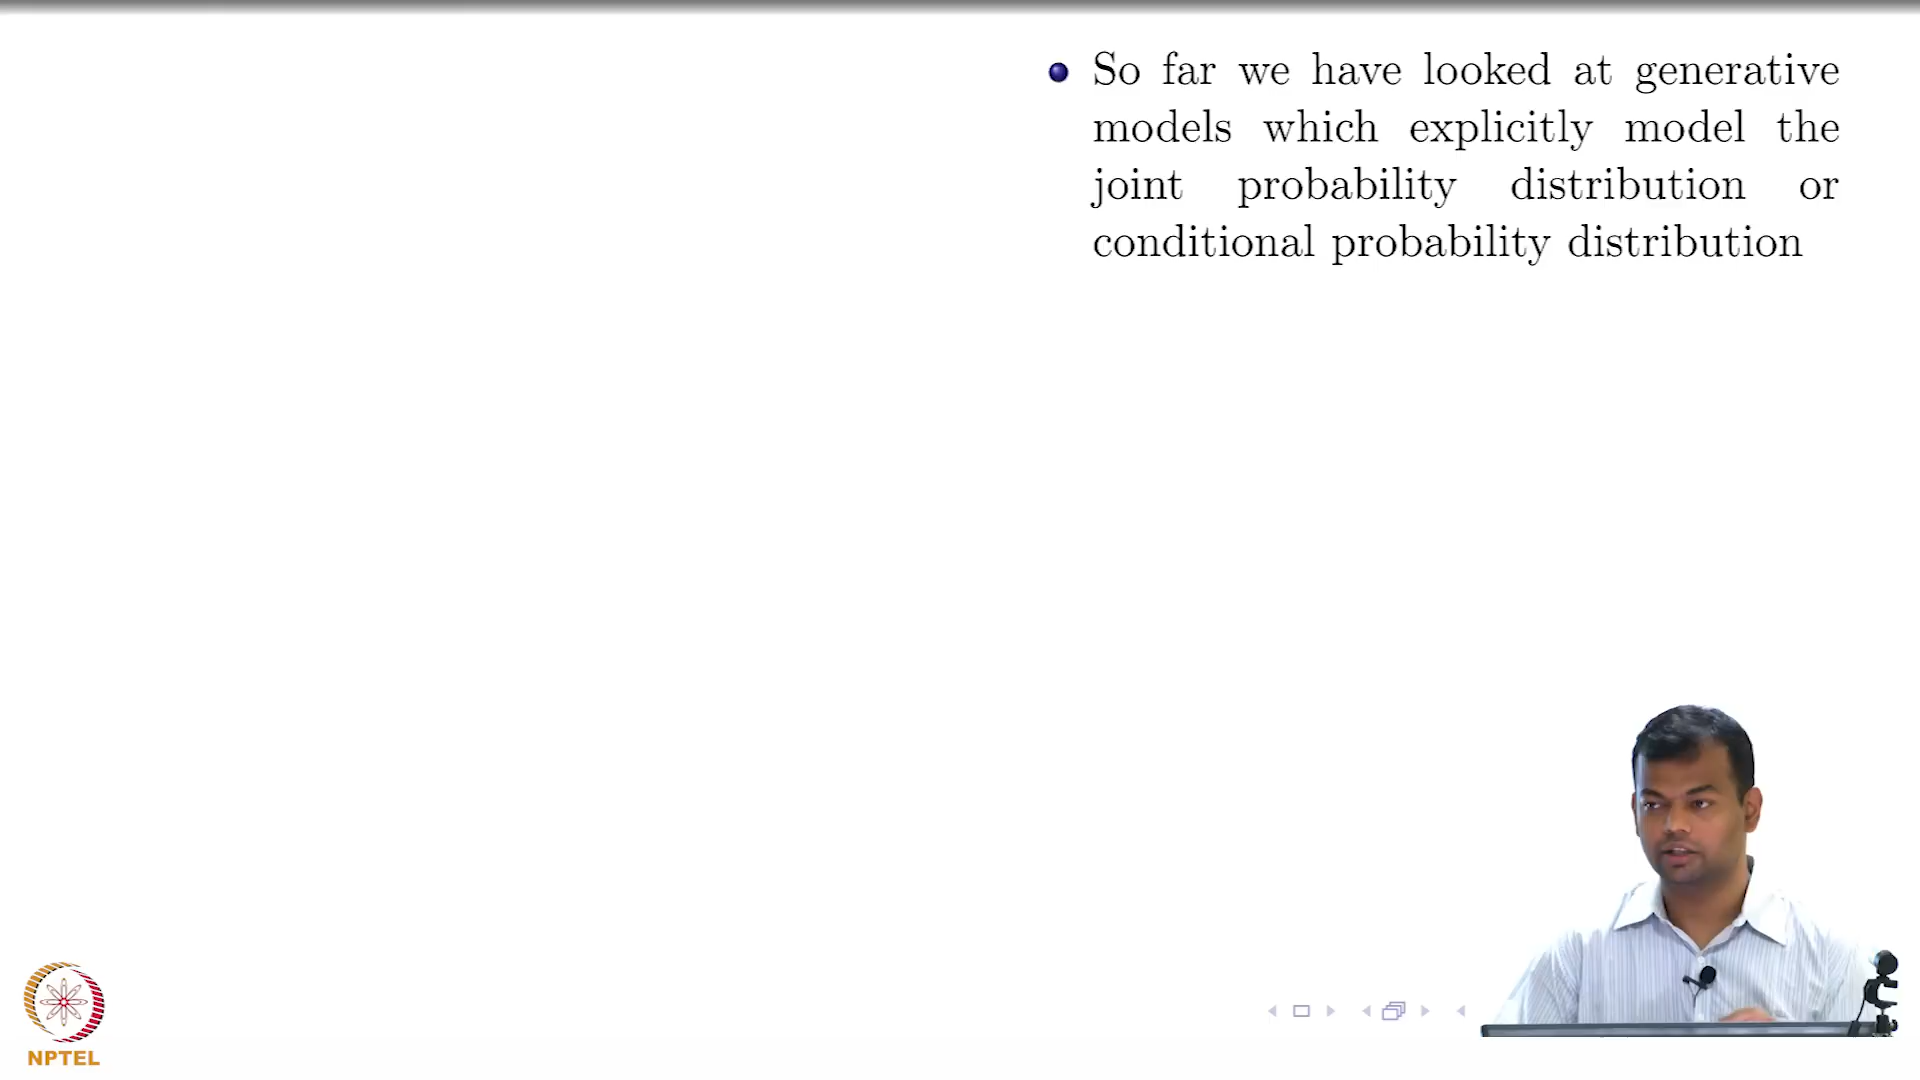 So far we have looked at generative
models which explicitly model the
joint probability distribution or
conditional probability distribution
NPTEL